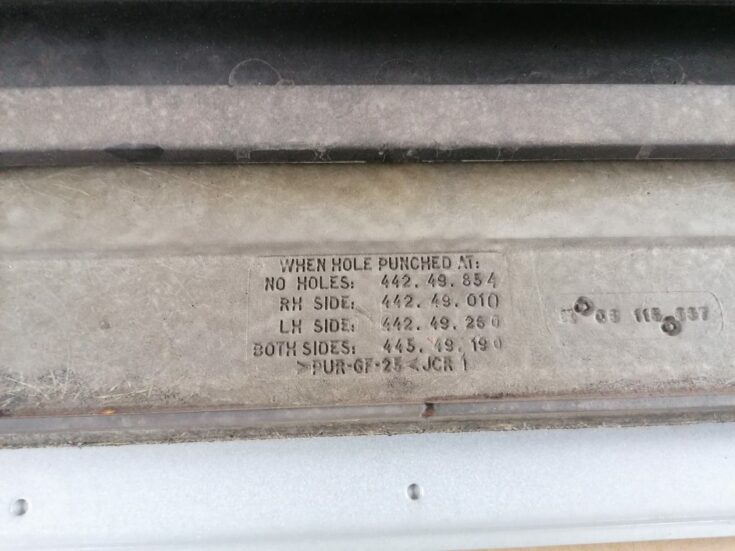 WHEN HOLE PUNCHED AT:
NO HOLES: 442.49.854
RH SIDE: 442.49.010
LH SIDE: 442.49.260
BOTH SIDES: 445.49.190
>PUR-GF-25< JCR 1